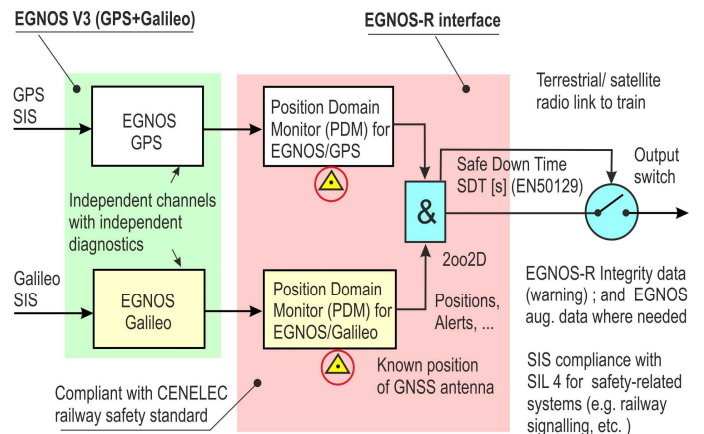 EGNOS V3 (GPS+Galileo)
EGNOS-R interface
GPS
SIS
EGNOS
GPS
Position Domain
Monitor (PDM) for
EGNOS/GPS
Terrestrial/ satellite
radio link to train
Safe Down Time
SDT [s] (EN50129)
Output
switch
Independent channels
with independent
diagnostics
&
2oo2D
Galileo
SIS
EGNOS
Galileo
Position Domain
Monitor (PDM) for
EGNOS/Galileo
Positions,
Alerts, ...
EGNOS-R Integrity data
(warning) ; and EGNOS
aug. data where needed
Known position
of GNSS antenna
Compliant with CENELEC
railway safety standard
SIS compliance with
SIL 4 for safety-related
systems (e.g. railway
signalling, etc. )